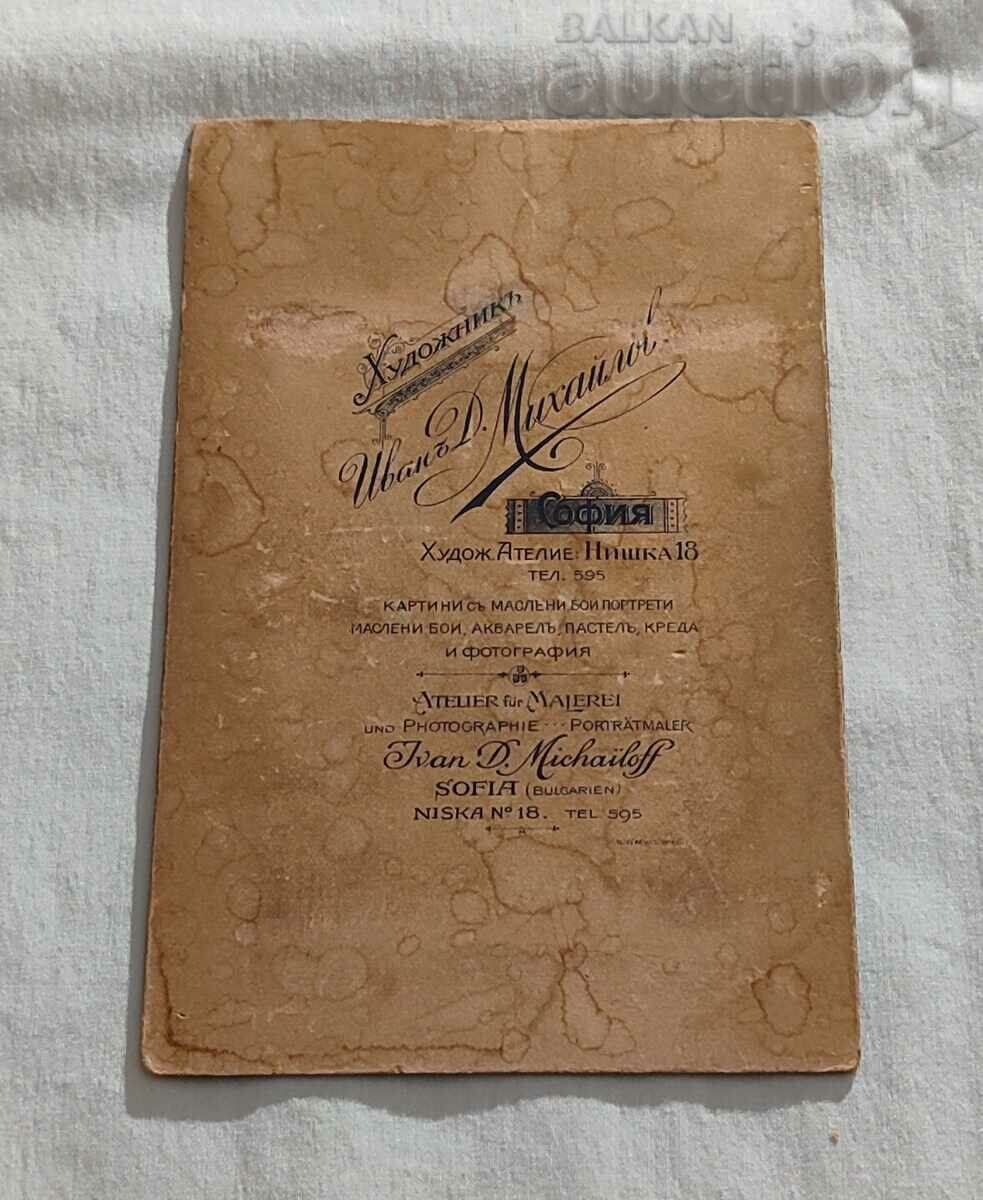 BALKAN
auction
Художникъ
Иванъ Д. Михайловъ
София
Худож. Ателие: Нишка 18
тел. 595
картини съ маслени бои портрети
маслени бои, акварелъ, пастелъ, креда
и фотография
Atelier für Malerei
und Photographie ··· Porträtmaler
Ivan D. Michaïloff
Sofia (Bulgarien)
Niska Nº 18. Tel 595